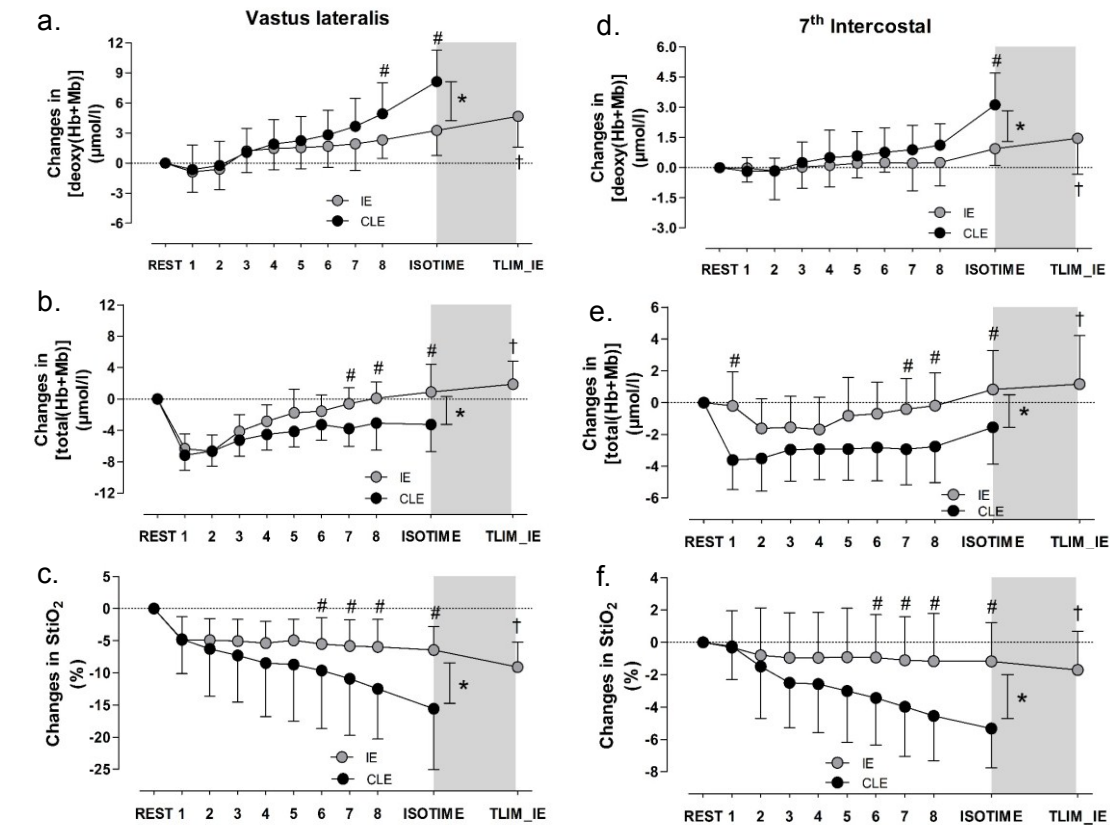 a.
Vastus lateralis
Changes in
[deoxy(Hb+Mb)]
(µmol/l)
12
9
6
3
0
-3
-6
#
#
*
†
IE
CLE
REST 1 2 3 4 5 6 7 8 ISOTIME TLIM_IE
b.
Changes in
[total(Hb+Mb)]
(µmol/l)
12
8
4
0
-4
-8
-12
#
#
#
†
*
IE
CLE
REST 1 2 3 4 5 6 7 8 ISOTIME TLIM_IE
c.
Changes in StiO2
(%)
5
0
-5
-10
-15
-20
-25
#
#
#
#
†
*
IE
CLE
REST 1 2 3 4 5 6 7 8 ISOTIME TLIM_IE
d.
7th Intercostal
Changes in
[deoxy(Hb+Mb)]
(µmol/l)
6.0
4.5
3.0
1.5
0.0
-1.5
-3.0
#
*
†
IE
CLE
REST 1 2 3 4 5 6 7 8 ISOTIME TLIM_IE
e.
Changes in
[total(Hb+Mb)]
(µmol/l)
6
4
2
0
-2
-4
-6
#
#
#
#
†
*
IE
CLE
REST 1 2 3 4 5 6 7 8 ISOTIME TLIM_IE
f.
Changes in StiO2
(%)
4
2
0
-2
-4
-6
-8
#
#
#
#
†
*
IE
CLE
REST 1 2 3 4 5 6 7 8 ISOTIME TLIM_IE